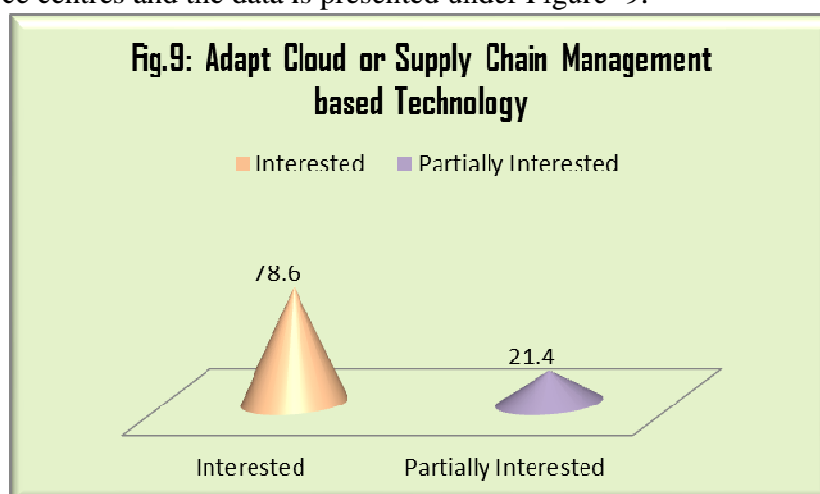 ce centres and the data is presented under Figure 9.
Fig.9: Adapt Cloud or Supply Chain Management
based Technology
Interested Partially Interested
78.6
21.4
Interested Partially Interested